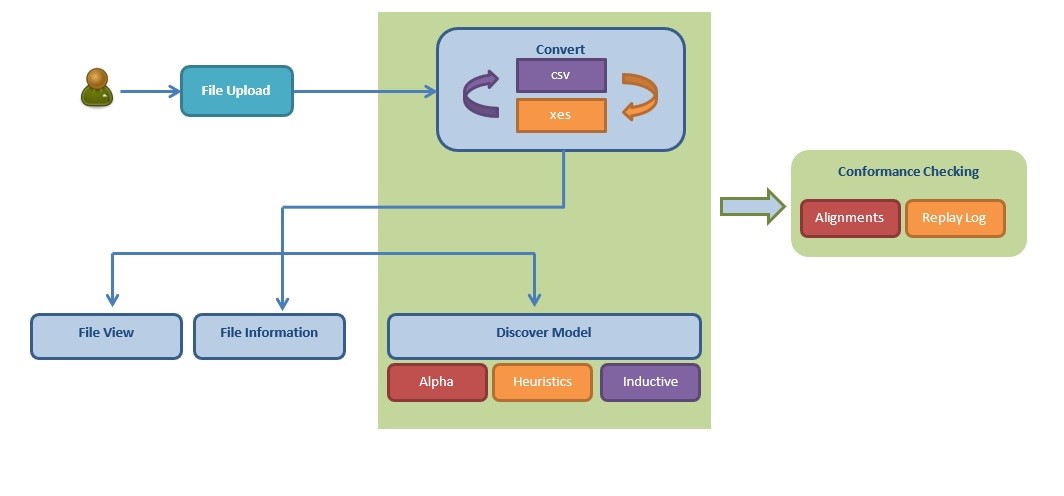 Convert
csv
File Upload
xes
Conformance Checking
Alignments
Replay Log
File View
File Information
Discover Model
Alpha
Heuristics
Inductive